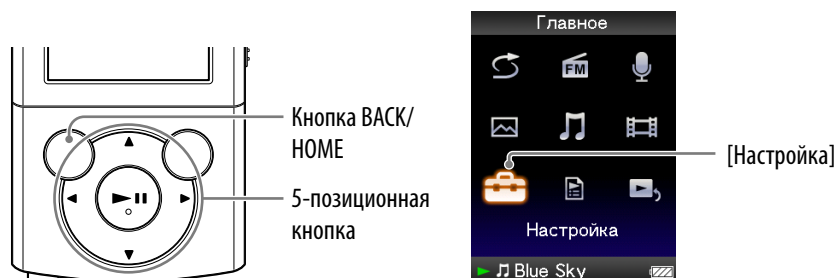 Кнопка BACK/
HOME
5-позиционная
кнопка
Главное
FM
Настройка
Blue Sky
[Настройка]